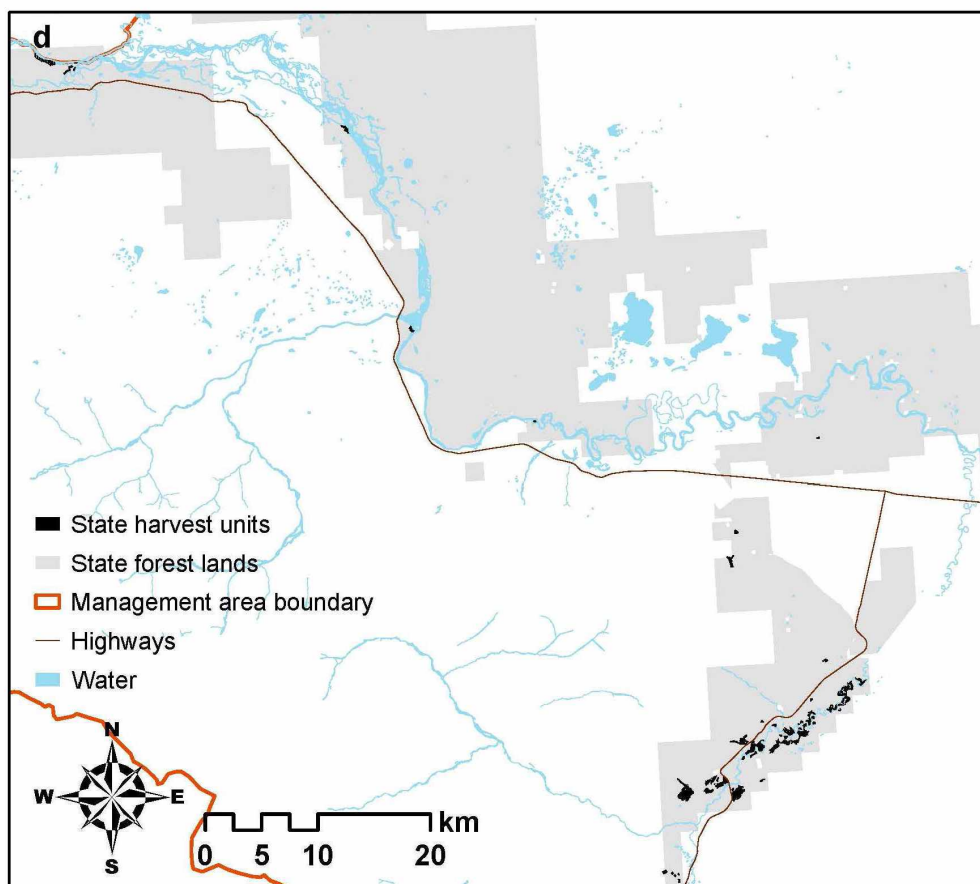 d
State harvest units
State forest lands
Management area boundary
Highways
Water
N
W E
S
km
0 5 10 20